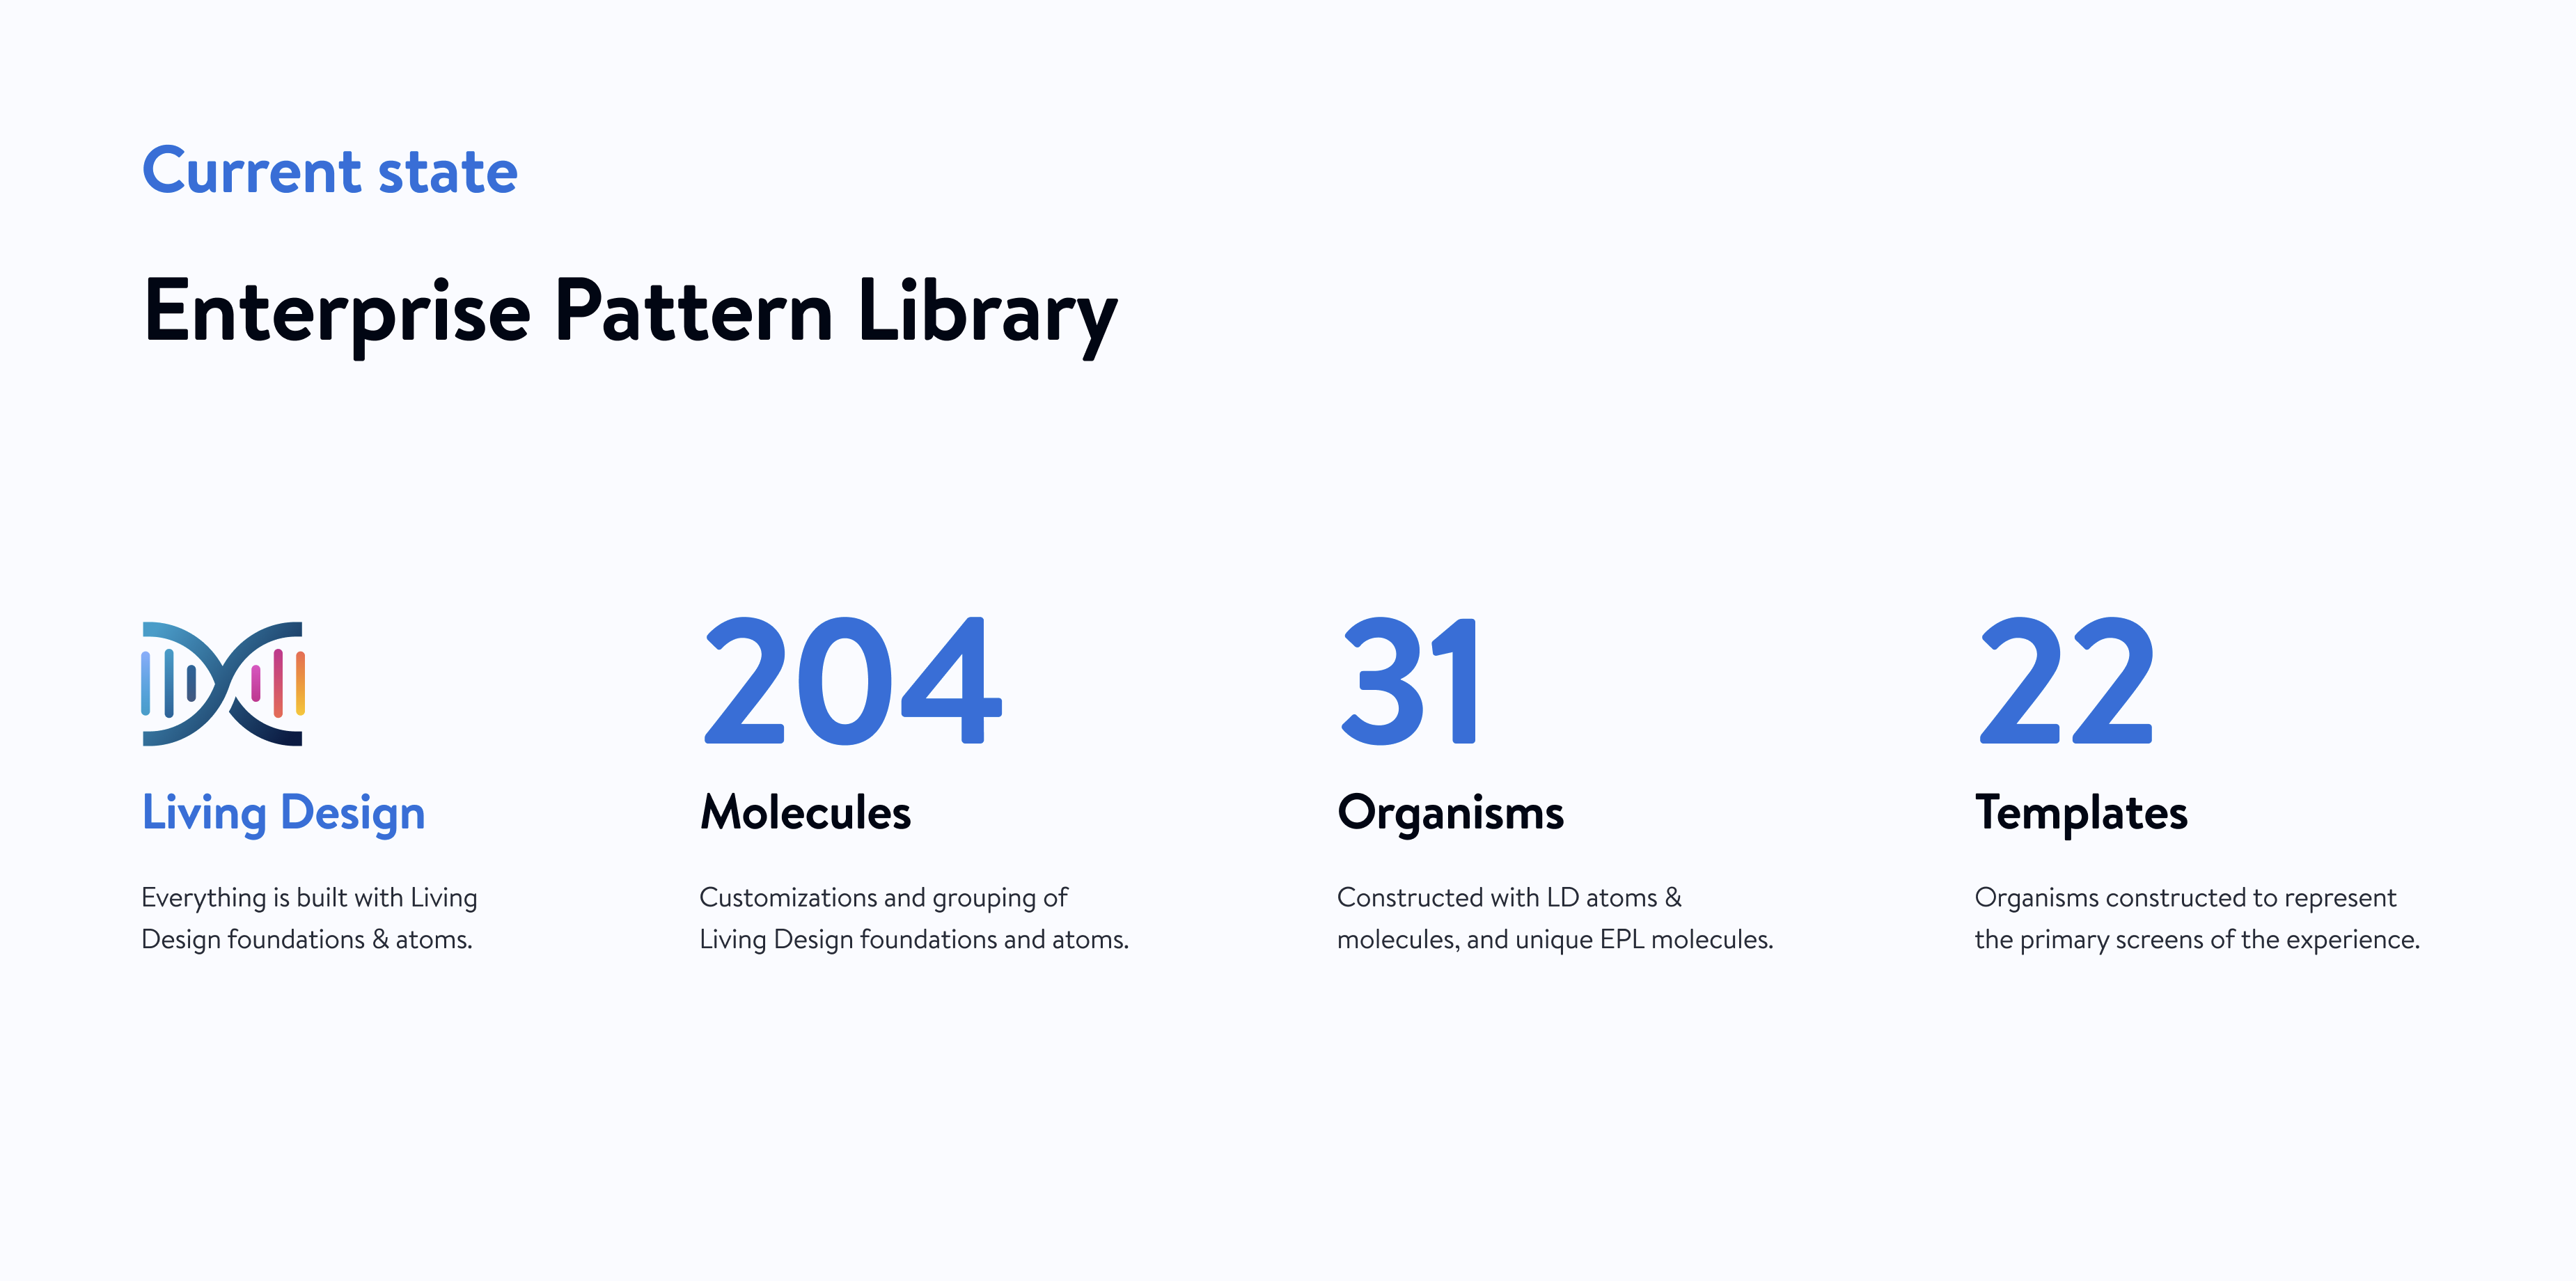 Current state
Enterprise Pattern Library
Living Design
Everything is built with Living
Design foundations & atoms.
204
Molecules
Customizations and grouping of
Living Design foundations and atoms.
31
Organisms
Constructed with LD atoms &
molecules, and unique EPL molecules.
22
Templates
Organisms constructed to represent
the primary screens of the experience.